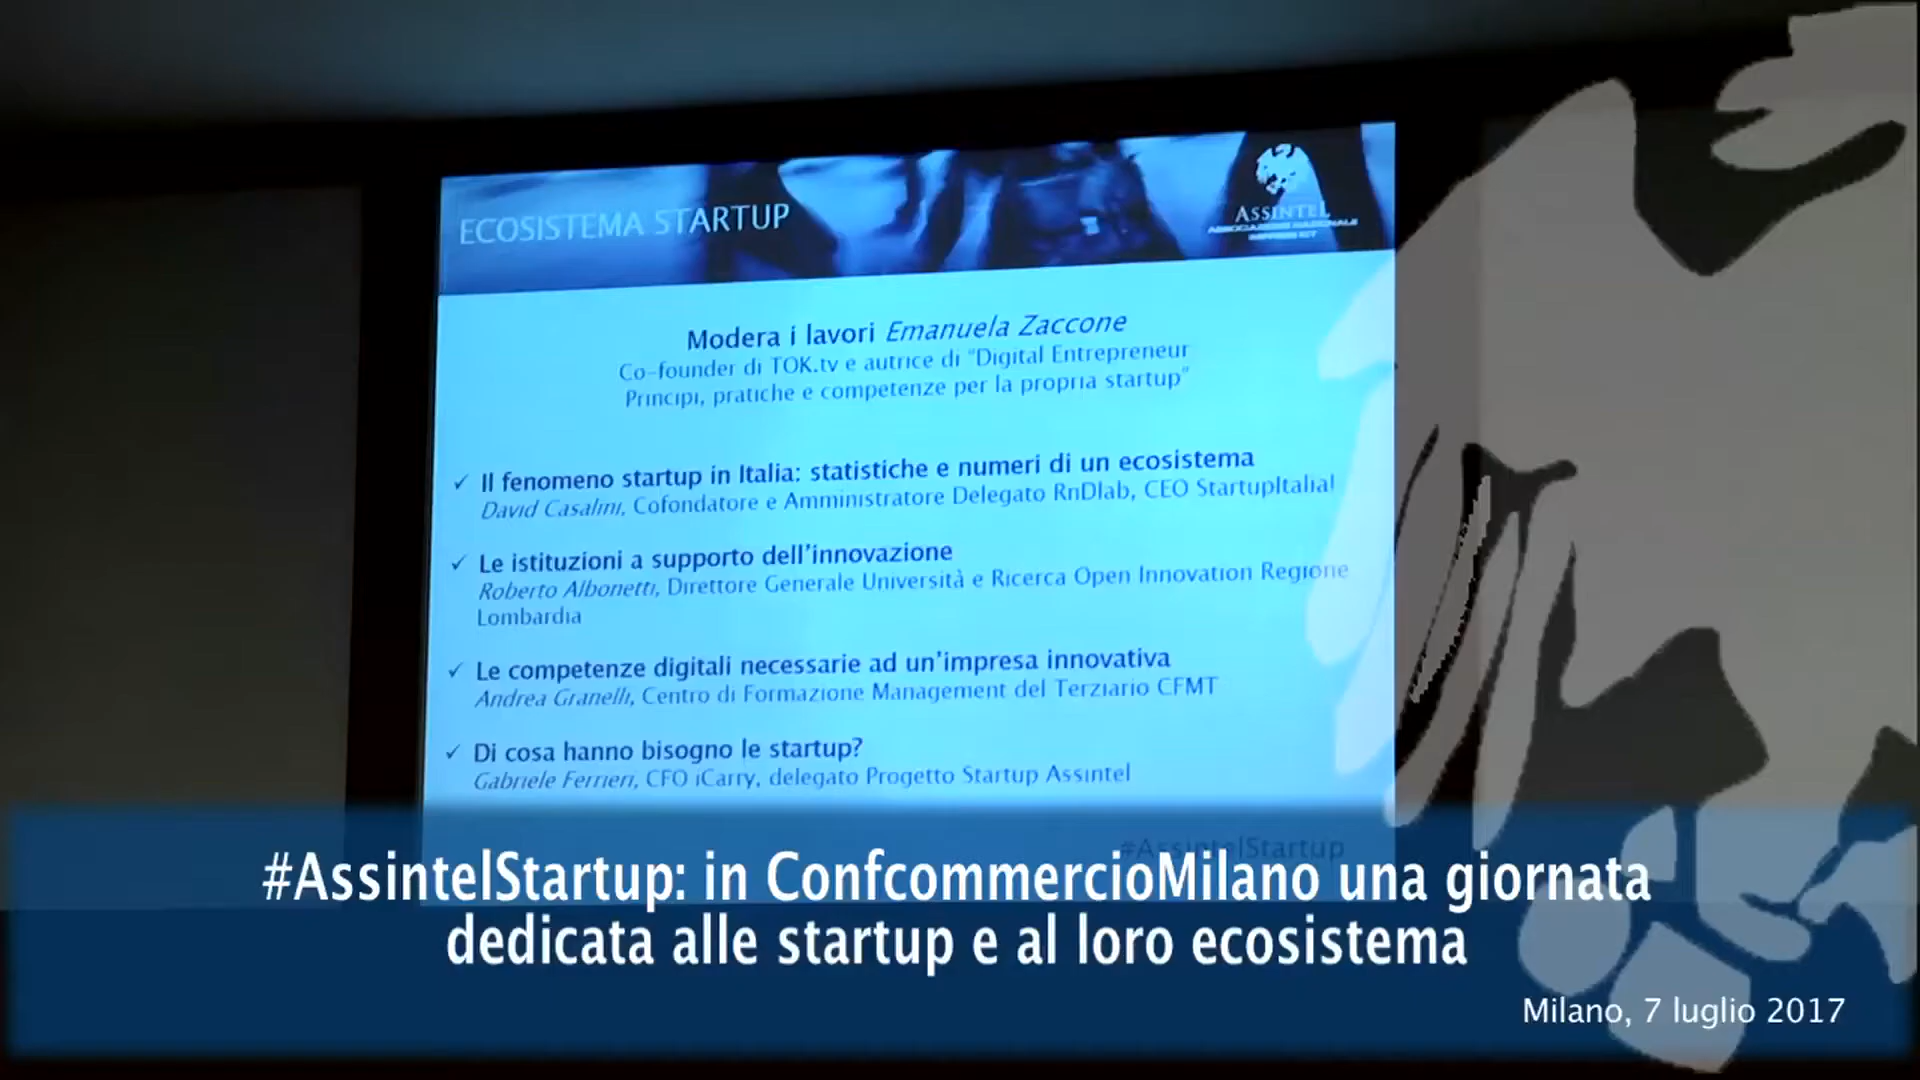 ECOSISTEMA STARTUP
ASSINTEL
ASSOCIAZIONE NAZIONALE
IMPRESE ICT
Modera i lavori Emanuela Zaccone
Co-founder di TOK.tv e autrice di "Digital Entrepreneur
Principi, pratiche e competenze per la propria startup"
✓ Il fenomeno startup in Italia: statistiche e numeri di un ecosistema
David Casalini, Cofondatore e Amministratore Delegato RnDlab, CEO StartupItalia!
✓ Le istituzioni a supporto dell'innovazione
Roberto Albonetti, Direttore Generale Università e Ricerca Open Innovation Regione
Lombardia
✓ Le competenze digitali necessarie ad un'impresa innovativa
Andrea Granelli, Centro di Formazione Management del Terziario CFMT
✓ Di cosa hanno bisogno le startup?
Gabriele Ferrieri, CFO iCarry, delegato Progetto Startup Assintel
#AssintelStartup
#AssintelStartup: in ConfcommercioMilano una giornata
dedicata alle startup e al loro ecosistema
Milano, 7 luglio 2017